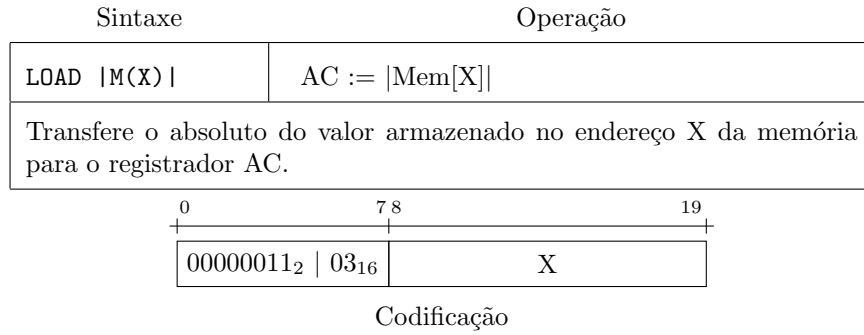 Sintaxe Operação
LOAD |M(X)| AC := |Mem[X]|
Transfere o absoluto do valor armazenado no endereço X da memória
para o registrador AC.
0 7 8 19
00000011₂ | 03₁₆ X
Codificação